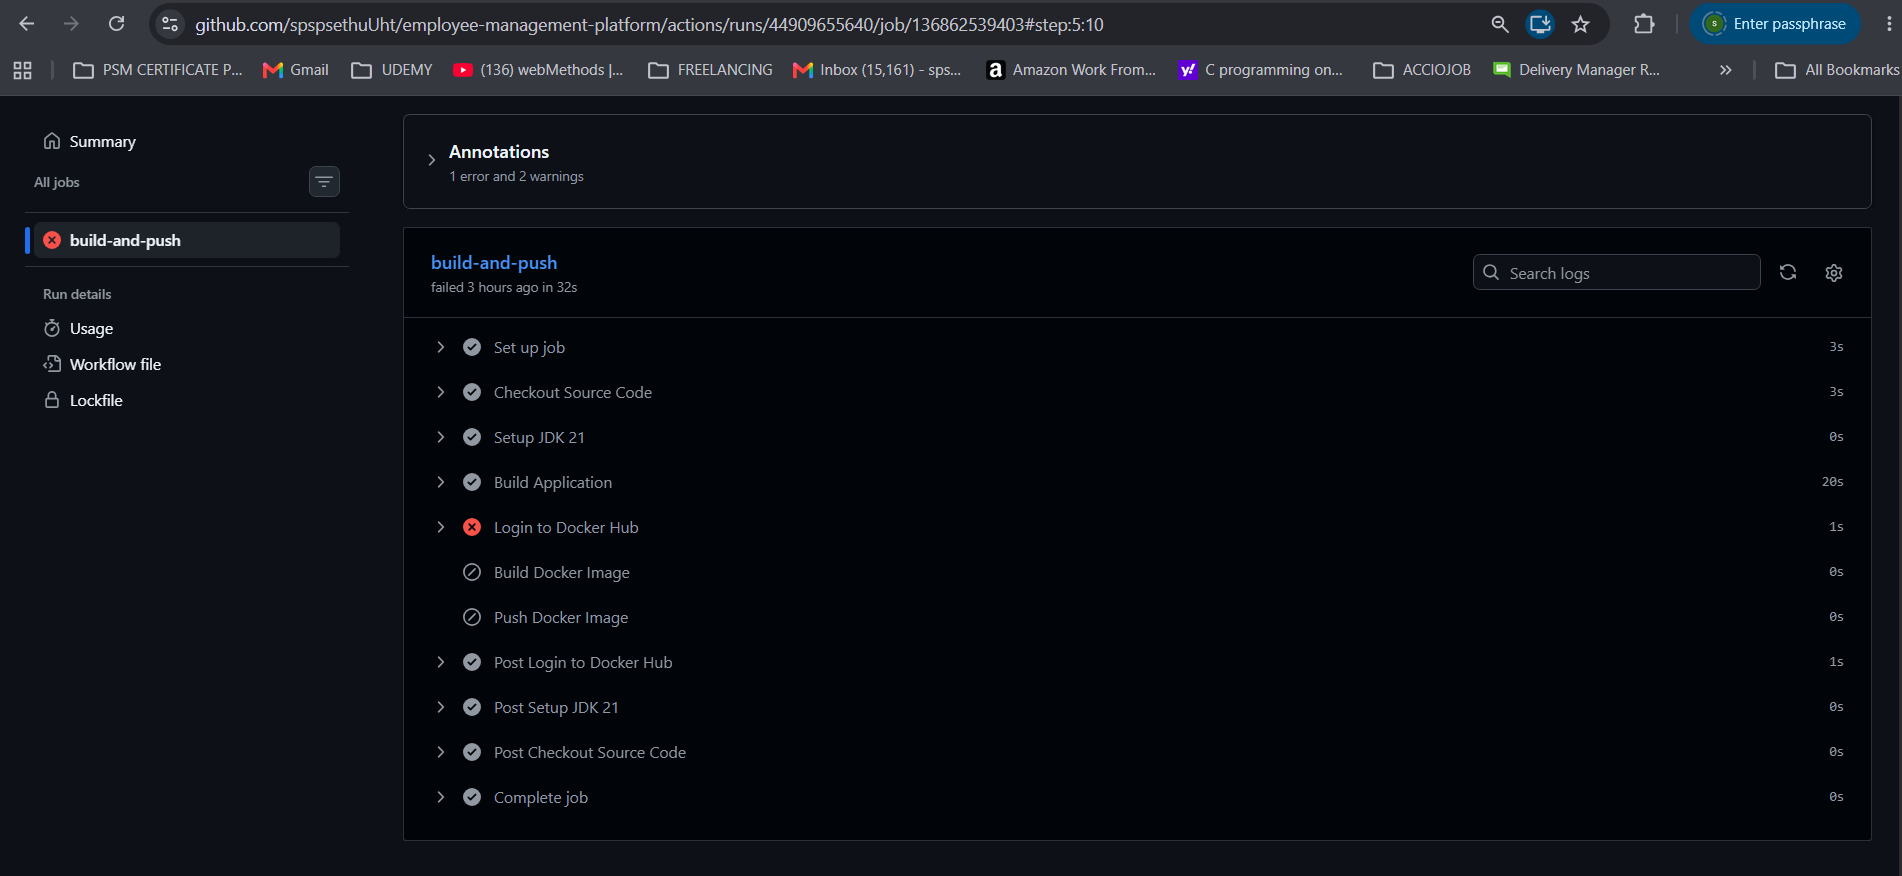 github.com/spspsethuUht/employee-management-platform/actions/runs/44909655640/job/136862539403#step:5:10
S
Enter passphrase
PSM CERTIFICATE P...
Gmail
UDEMY
(136) webMethods |...
FREELANCING
Inbox (15,161) - sps...
a
Amazon Work From...
y!
C programming on...
ACCIOJOB
Delivery Manager R...
All Bookmarks
Summary
All jobs
build-and-push
Run details
Usage
Workflow file
Lockfile
Annotations
1 error and 2 warnings
build-and-push
failed 3 hours ago in 32s
Search logs
Set up job 3s
Checkout Source Code 3s
Setup JDK 21 0s
Build Application 20s
Login to Docker Hub 1s
Build Docker Image 0s
Push Docker Image 0s
Post Login to Docker Hub 1s
Post Setup JDK 21 0s
Post Checkout Source Code 0s
Complete job 0s